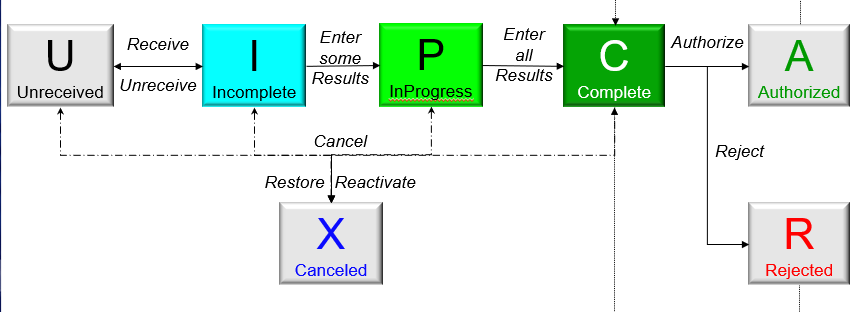 U
Unreceived
Receive
Unreceive
I
Incomplete
Enter
some
Results
P
InProgress
Enter
all
Results
C
Complete
Authorize
A
Authorized
Cancel
Restore
Reactivate
Reject
X
Canceled
R
Rejected